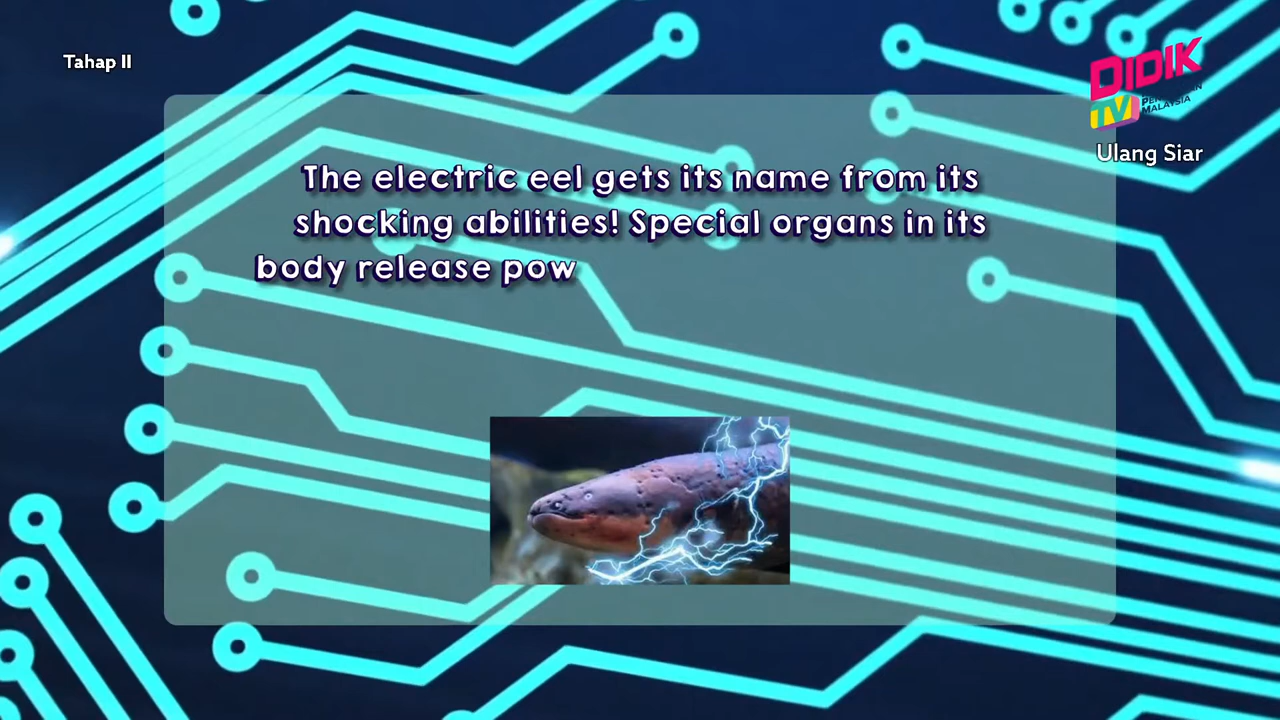 Tahap II
DIDIK
TV
MALAYSIA
Ulang Siar
The electric eel gets its name from its
shocking abilities! Special organs in its
body release pow